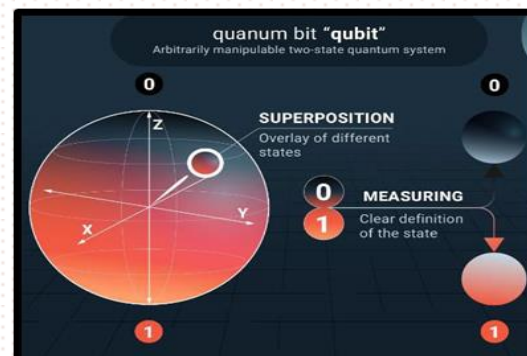 quanum bit “qubit”
Arbitrarily manipulable two-state quantum system
0
0
Z
SUPERPOSITION
Overlay of different
states
0
1
MEASURING
Clear definition
of the state
Y
X
1
1